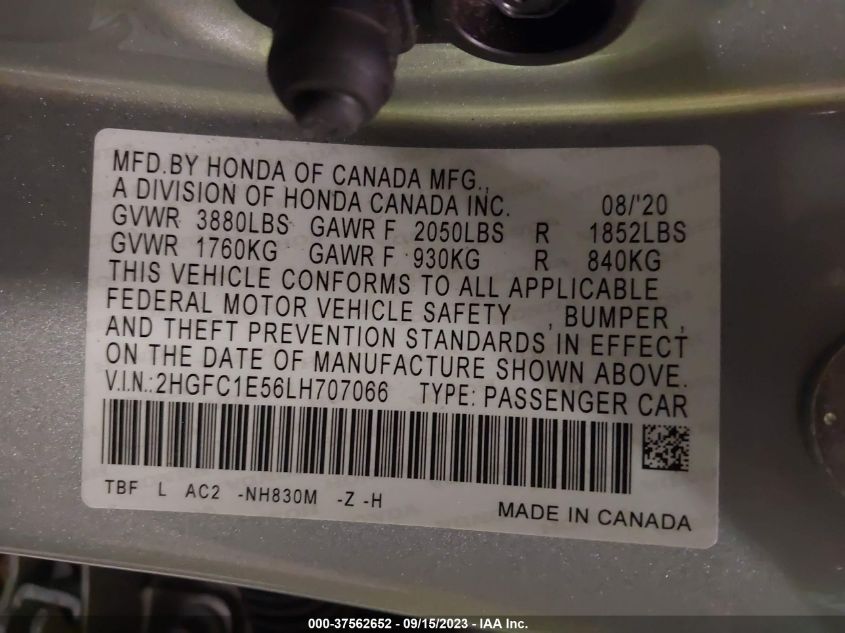 MFD.BY HONDA OF CANADA MFG.,
A DIVISION OF HONDA CANADA INC. 08/'20
GVWR 3880LBS GAWR F 2050LBS R 1852LBS
GVWR 1760KG GAWR F 930KG R 840KG
THIS VEHICLE CONFORMS TO ALL APPLICABLE
FEDERAL MOTOR VEHICLE SAFETY , BUMPER ,
AND THEFT PREVENTION STANDARDS IN EFFECT
ON THE DATE OF MANUFACTURE SHOWN ABOVE.
V.I.N.:2HGFC1E56LH707066 TYPE: PASSENGER CAR
TBF L AC2 -NH830M -Z -H
MADE IN CANADA
000-37562652 - 09/15/2023 - IAA Inc.